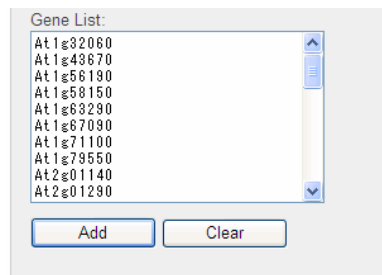 Gene List:
At1g32060
At1g43670
At1g56190
At1g58150
At1g63290
At1g67090
At1g71100
At1g79550
At2g01140
At2g01290
Add
Clear